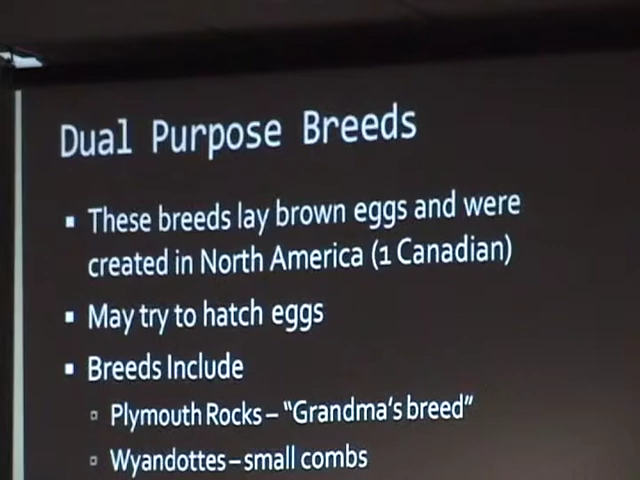 Dual Purpose Breeds
▪ These breeds lay brown eggs and were
created in North America (1 Canadian)
▪ May try to hatch eggs
▪ Breeds Include
▫ Plymouth Rocks – “Grandma’s breed”
▫ Wyandottes – small combs